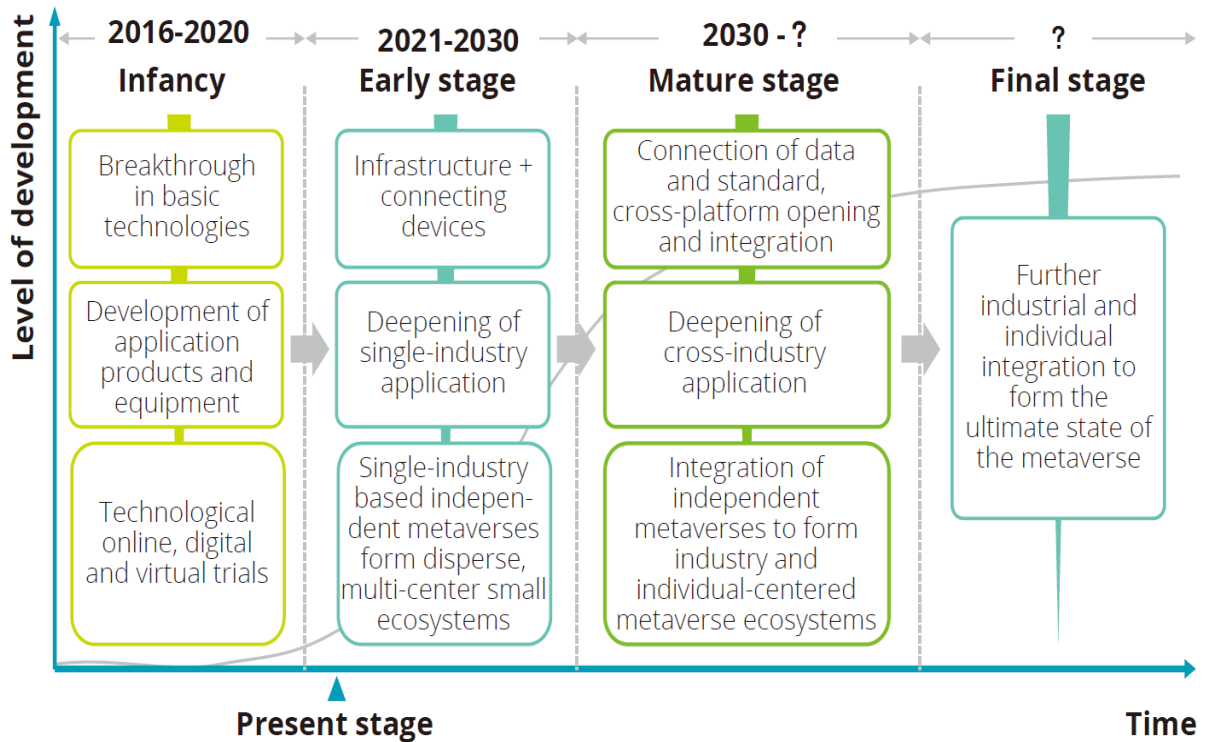 Level of development
2016-2020
Infancy
Breakthrough
in basic
technologies
Development of
application
products and
equipment
Technological
online, digital
and virtual trials
2021-2030
Early stage
Infrastructure +
connecting
devices
Deepening of
single-industry
application
Single-industry
based indepen-
dent metaverses
form disperse,
multi-center small
ecosystems
2030 - ?
Mature stage
Connection of data
and standard,
cross-platform opening
and integration
Deepening of
cross-industry
application
Integration of
independent
metaverses to form
industry and
individual-centered
metaverse ecosystems
?
Final stage
Further
industrial and
individual
integration to
form the
ultimate state of
the metaverse
Present stage
Time